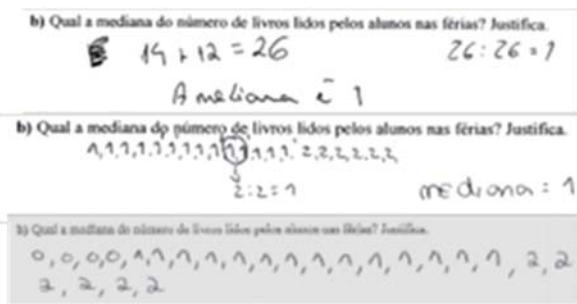 b) Qual a mediana do número de livros lidos pelos alunos nas férias? Justifica.
14 + 12 = 26 26 : 26 = 1
A mediana é 1
b) Qual a mediana do número de livros lidos pelos alunos nas férias? Justifica.
1,1,1,1,1,1,1,1,1,1,1,1,1,1,2,2,2,2,2,2
2 : 2 = 1 mediana = 1
b) Qual a mediana do número de livros lidos pelos alunos nas férias? Justifica.
0, 0, 0, 0, 1, 1, 1, 1, 1, 1, 1, 1, 1, 1, 1, 1, 1, 1, 2, 2
2, 2, 2, 2